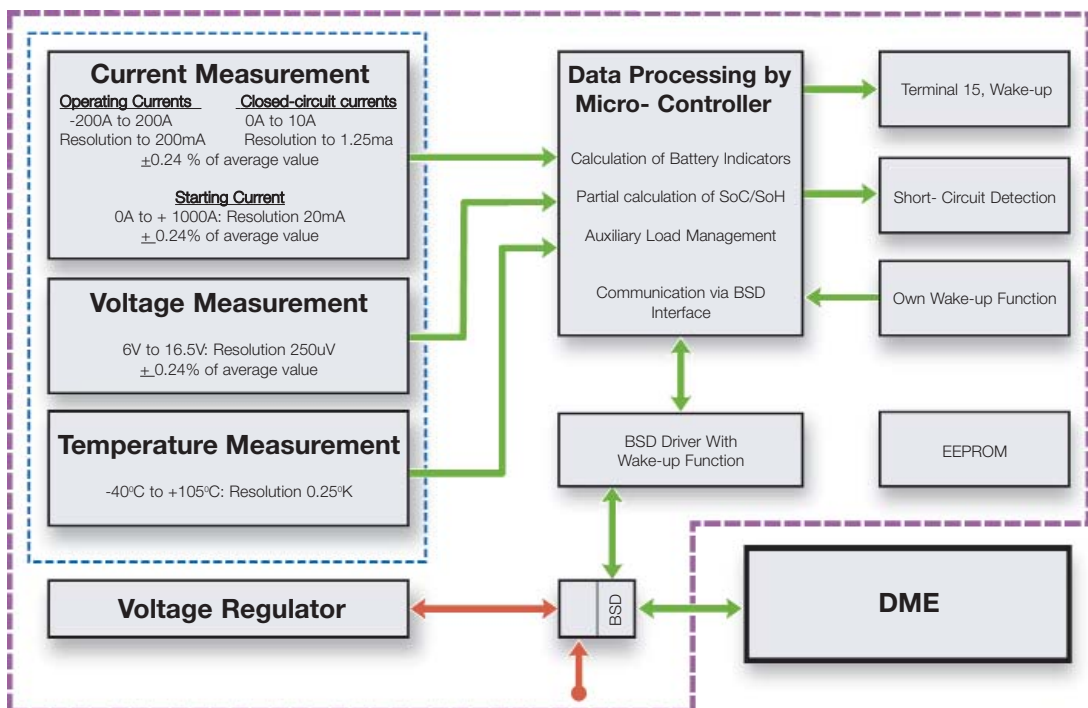 Current Measurement
Operating Currents
-200A to 200A
Resolution to 200mA
Closed-circuit currents
0A to 10A
Resolution to 1.25ma
±0.24 % of average value
Starting Current
0A to + 1000A: Resolution 20mA
± 0.24% of average value
Voltage Measurement
6V to 16.5V: Resolution 250uV
± 0.24% of average value
Temperature Measurement
-40ºC to +105ºC: Resolution 0.25ºK
Voltage Regulator
Data Processing by
Micro- Controller
Calculation of Battery Indicators
Partial calculation of SoC/SoH
Auxiliary Load Management
Communication via BSD
Interface
BSD Driver With
Wake-up Function
BSD
Terminal 15, Wake-up
Short- Circuit Detection
Own Wake-up Function
EEPROM
DME